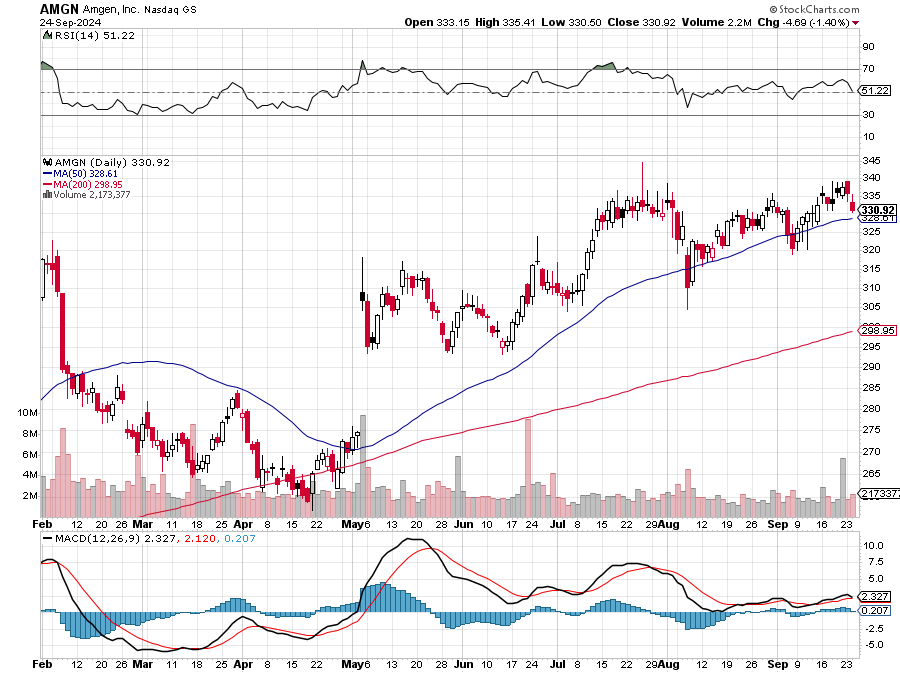 AMGN Amgen, Inc. Nasdaq GS © StockCharts.com
24-Sep-2024 Open 333.15 High 335.41 Low 330.50 Close 330.92 Volume 2.2M Chg -4.69 (-1.40%)
RSI(14) 51.22
90
70
51.22
30
10
AMGN (Daily) 330.92
MA(50) 328.61
MA(200) 298.95
Volume 2,173,377
345
340
335
330.92
328.61
325
320
315
310
305
298.95
295
290
285
280
275
270
265
2173377
10M
8M
6M
4M
2M
Feb 12 20 26 Mar 11 18 25 Apr 8 15 22 May 6 13 20 28 Jun 10 17 24 Jul 8 15 22 29 Aug 12 19 26 Sep 9 16 23
MACD(12,26,9) 2.327, 2.120, 0.207
10.0
7.5
5.0
2.327
0.207
-2.5
-5.0
Feb 12 20 26 Mar 11 18 25 Apr 8 15 22 May 6 13 20 28 Jun 10 17 24 Jul 8 15 22 29 Aug 12 19 26 Sep 9 16 23